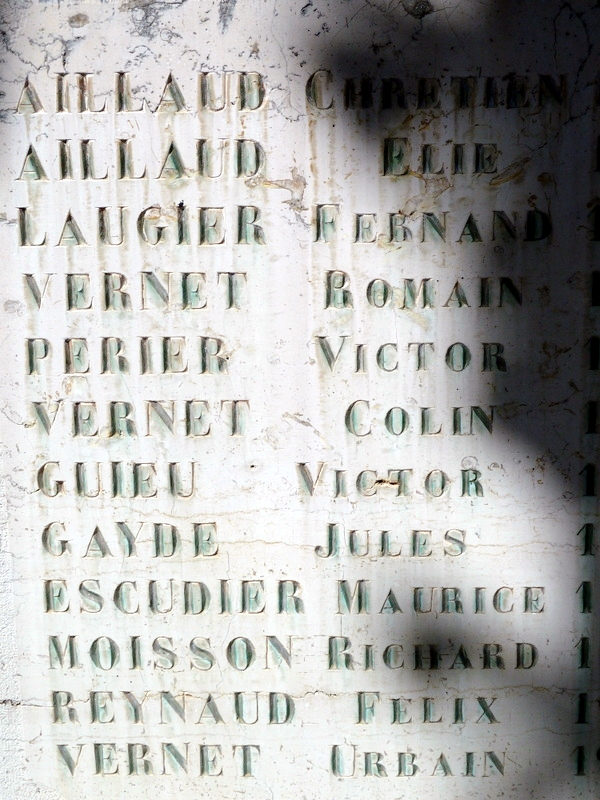 AILLAUD CHRETIEN
AILLAUD ELIE
LAUGIER FERNAND
VERNET ROMAIN
PERIER VICTOR
VERNET COLIN
GUIEU VICTOR
GAYDE JULES
ESCUDIER MAURICE
MOISSON RICHARD
REYNAUD FELIX
VERNET URBAIN